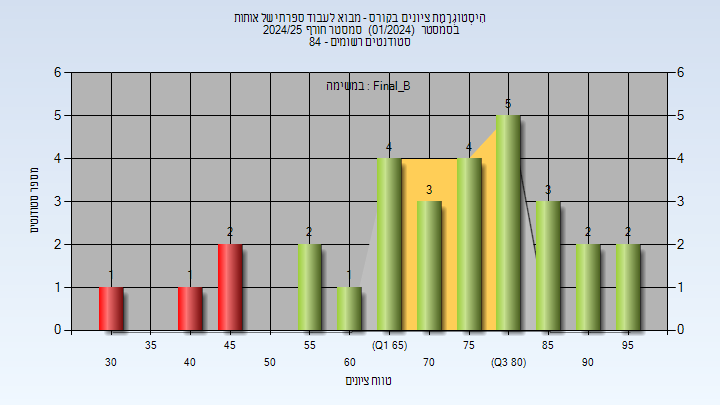 היסטוגרמת ציונים בקורס - מבוא לעבוד ספרתי של אותות
בסמסטר (01/2024) סמסטר חורף 2024/25
סטודנטים רשומים - 84
במשימה : Final_B
מספר סטודנטים
6 6
5 5
4 4
3 3
2 2
1 1
0 0
1 1 2 2 1 4 3 4 5 3 2 2
35 45 55 (Q1 65) 75 85 95
30 40 50 60 70 (Q3 80) 90
טווח ציונים